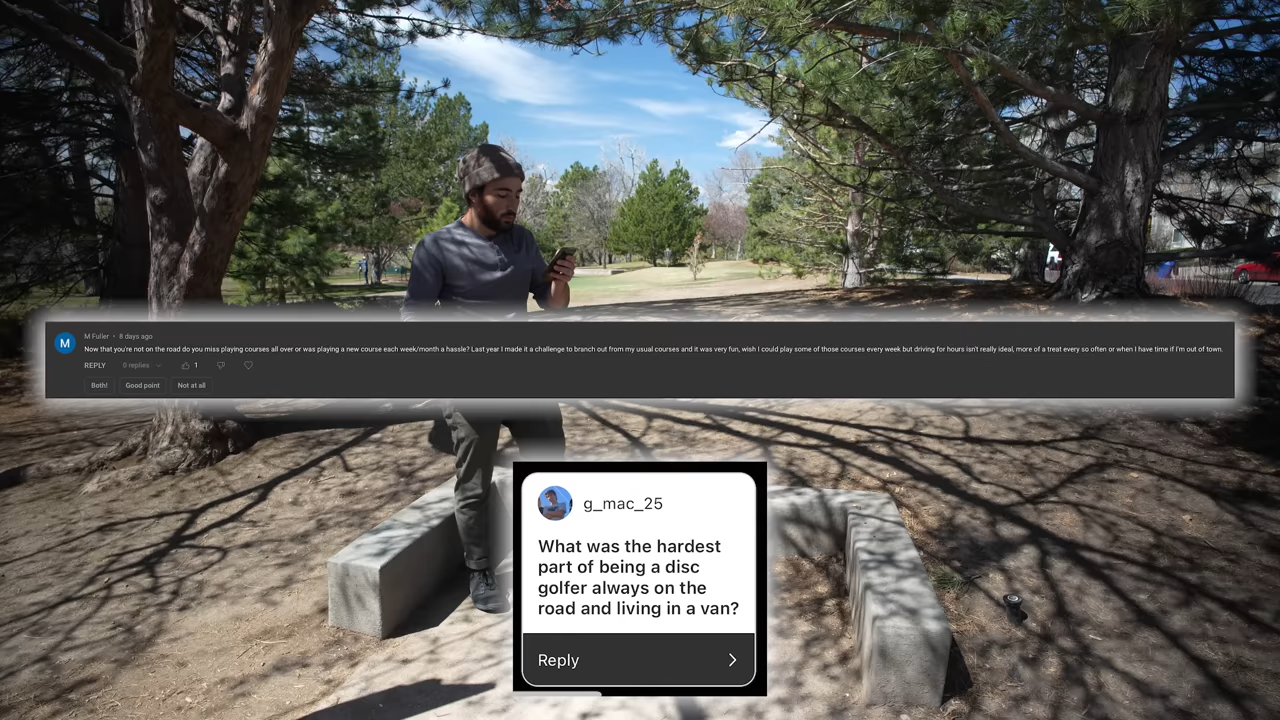 M
M Fuller • 8 days ago
Now that you're not on the road do you miss playing courses all over or was playing a new course each week/month a hassle? Last year I made it a challenge to branch out from my usual courses and it was very fun, wish I could play some of those courses every week but driving for hours isn't really ideal, more of a treat every so often or when I have time if I'm out of town.
REPLY 0 replies 1
Both! Good point Not at all
g_mac_25
What was the hardest
part of being a disc
golfer always on the
road and living in a van?
Reply